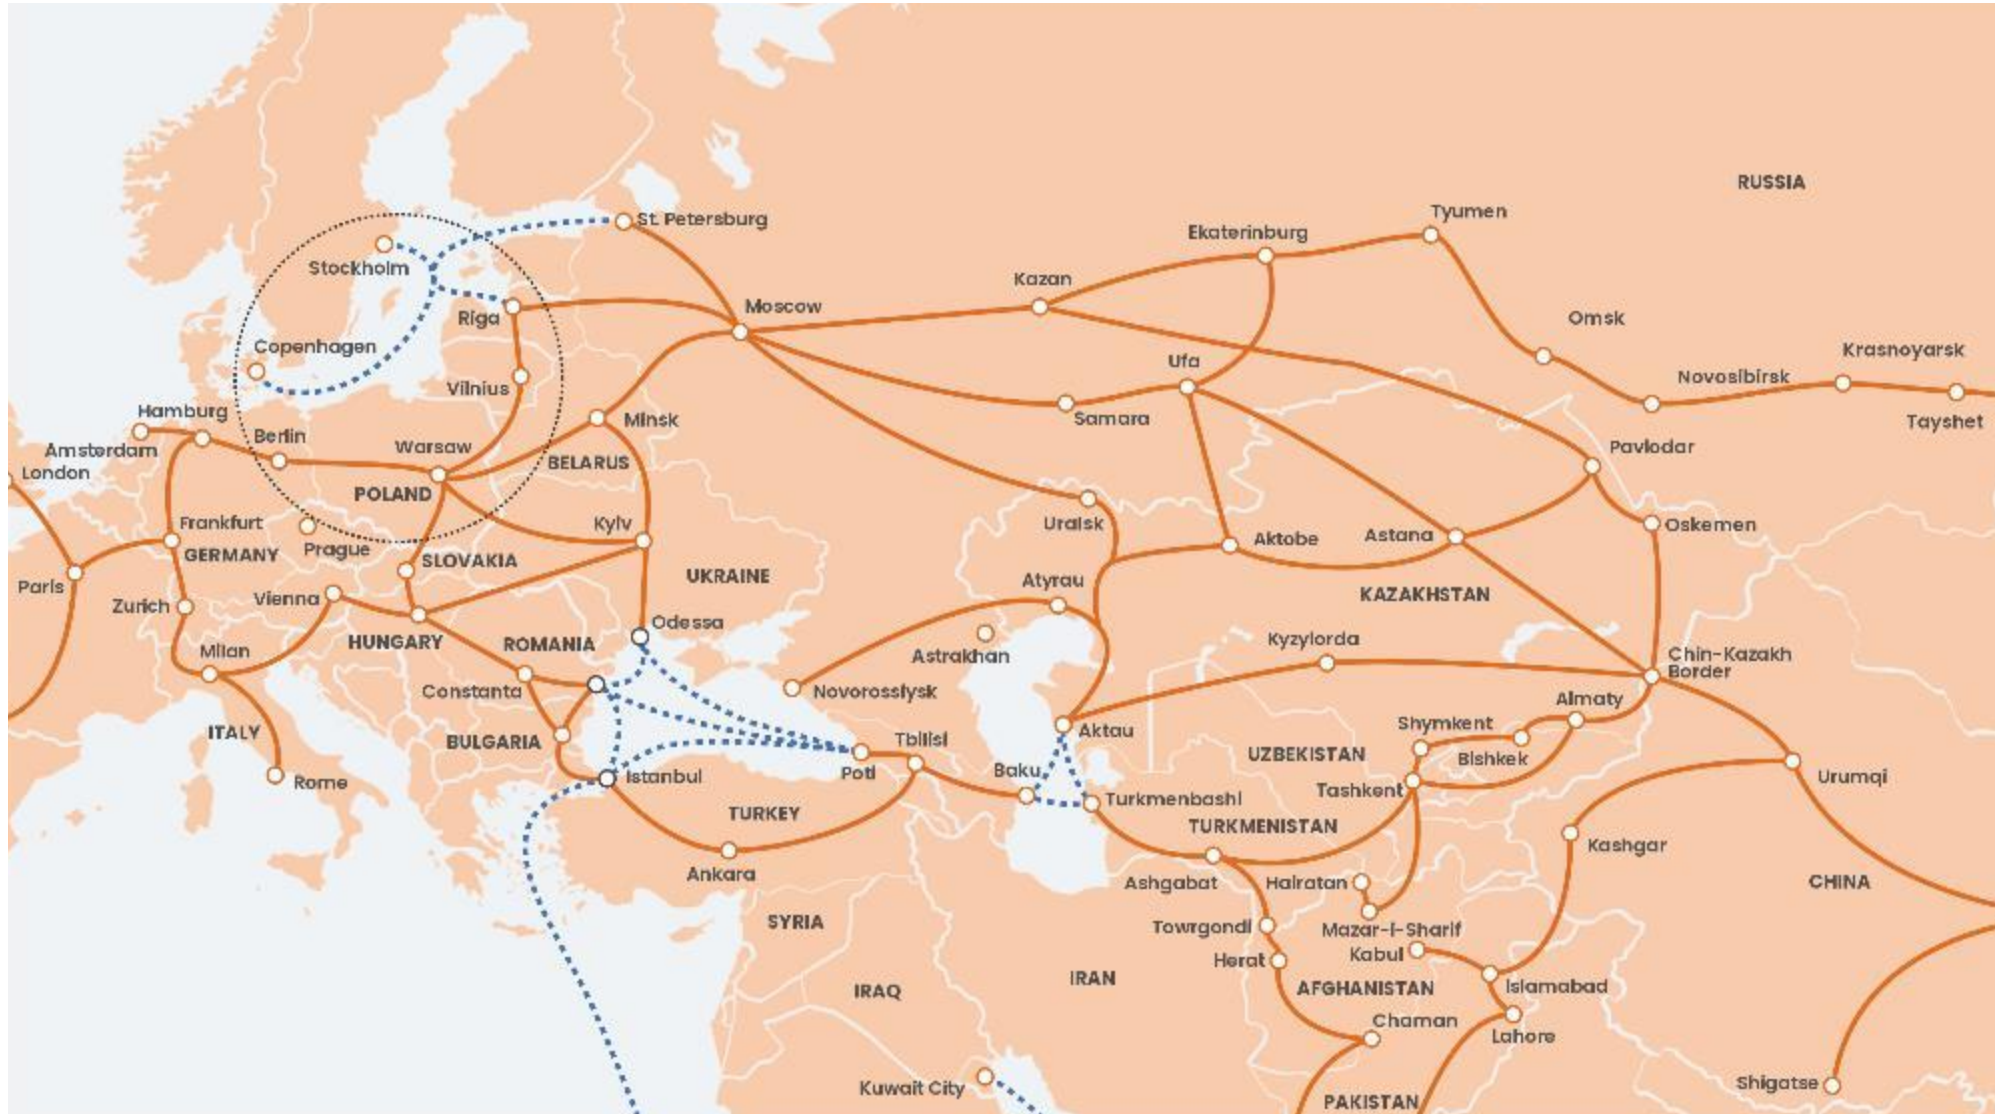 RUSSIA
Tyumen
St. Petersburg
Ekaterinburg
Stockholm
Kazan
Moscow
Riga
Omsk
Copenhagen
Krasnoyarsk
Ufa
Novosibirsk
Vilnius
Hamburg
Samara
Minsk
Tayshet
Berlin
Warsaw
Pavlodar
Amsterdam
BELARUS
London
POLAND
Frankfurt
Kyiv
Uralsk
Oskemen
Aktobe
Astana
GERMANY
Prague
SLOVAKIA
UKRAINE
Atyrau
Paris
KAZAKHSTAN
Vienna
Zurich
Odessa
HUNGARY
ROMANIA
Kyzylorda
Milan
Astrakhan
Chin-Kazakh
Border
Constanta
Novorossiysk
Almaty
Shymkent
ITALY
Aktau
BULGARIA
Tbilisi
UZBEKISTAN
Bishkek
Istanbul
Poti
Baku
Urumqi
Rome
Tashkent
Turkmenbashi
TURKEY
TURKMENISTAN
Kashgar
Ankara
Ashgabat
Hairatan
CHINA
SYRIA
Towrgondi
Mazar-i-Sharif
Kabul
Herat
IRAN
IRAQ
AFGHANISTAN
Islamabad
Chaman
Lahore
Kuwait City
Shigatse
PAKISTAN